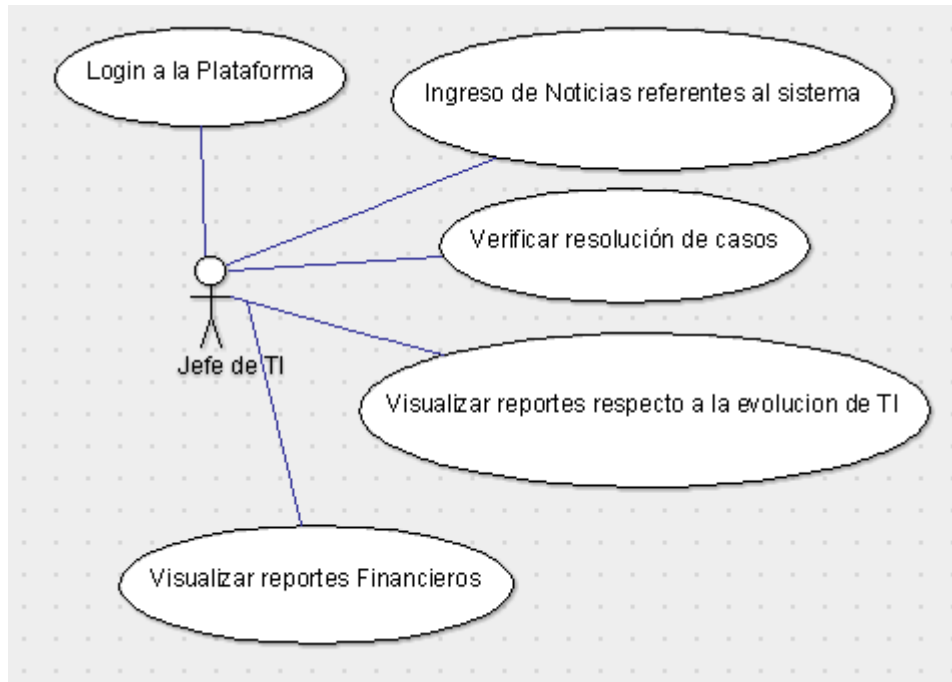 Login a la Plataforma
Ingreso de Noticias referentes al sistema
Verificar resolución de casos
Jefe de TI
Visualizar reportes respecto a la evolucion de TI
Visualizar reportes Financieros